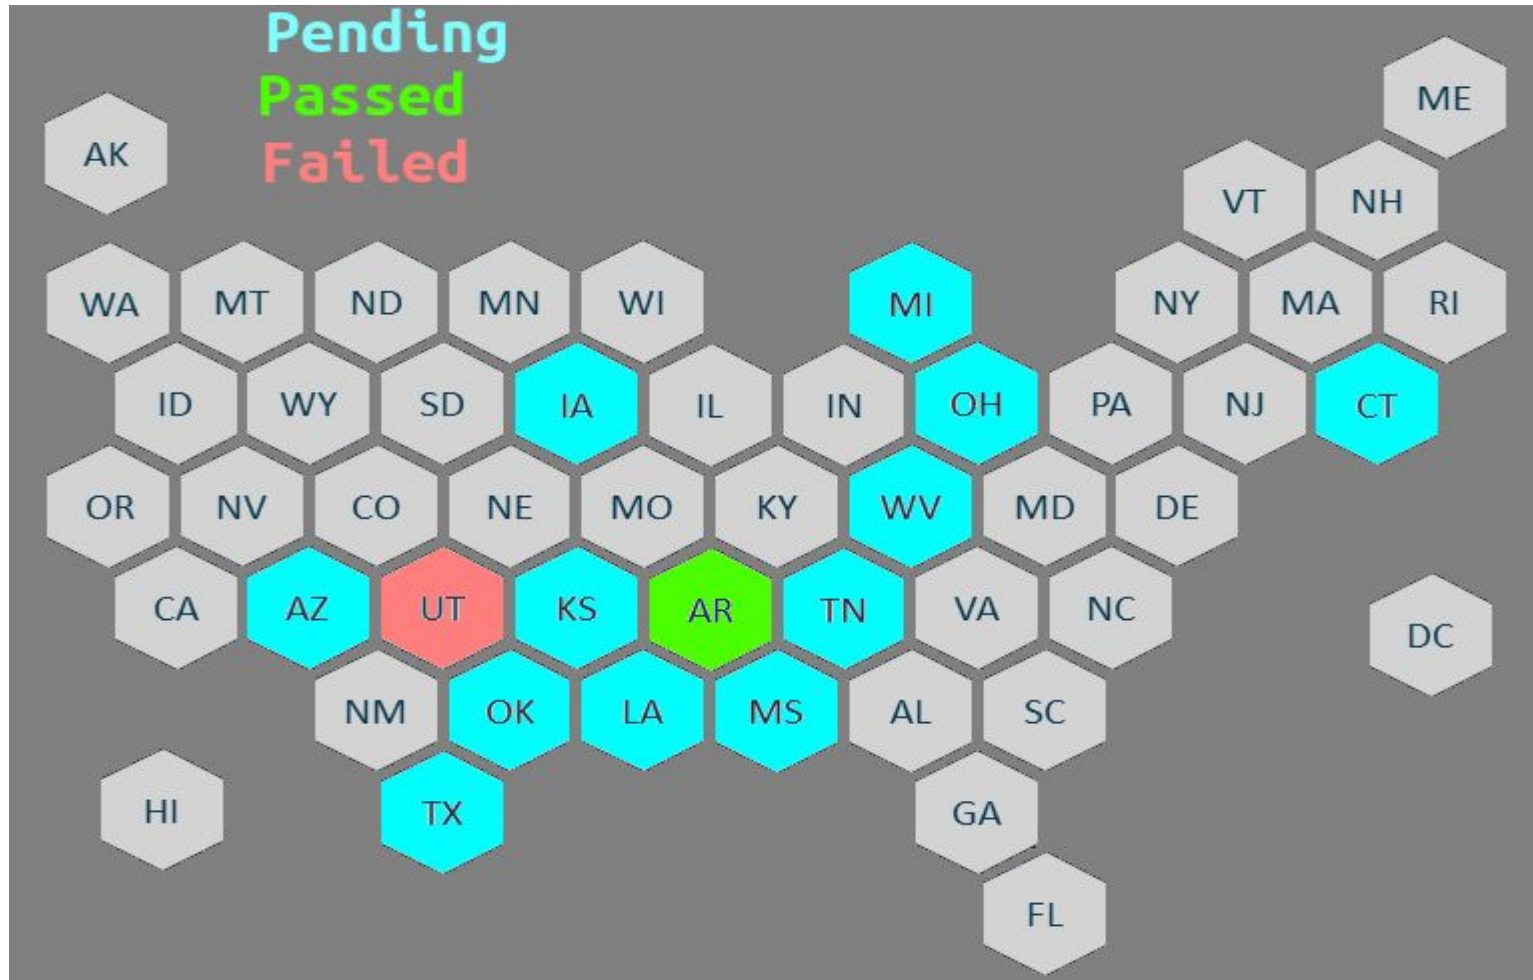 Pending
Passed
Failed
ME
AK
VT NH
WA MT ND MN WI MI NY MA RI
ID WY SD IA IL IN OH PA NJ CT
OR NV CO NE MO KY WV MD DE
CA AZ UT KS AR TN VA NC
DC
NM OK LA MS AL SC
HI TX GA
FL